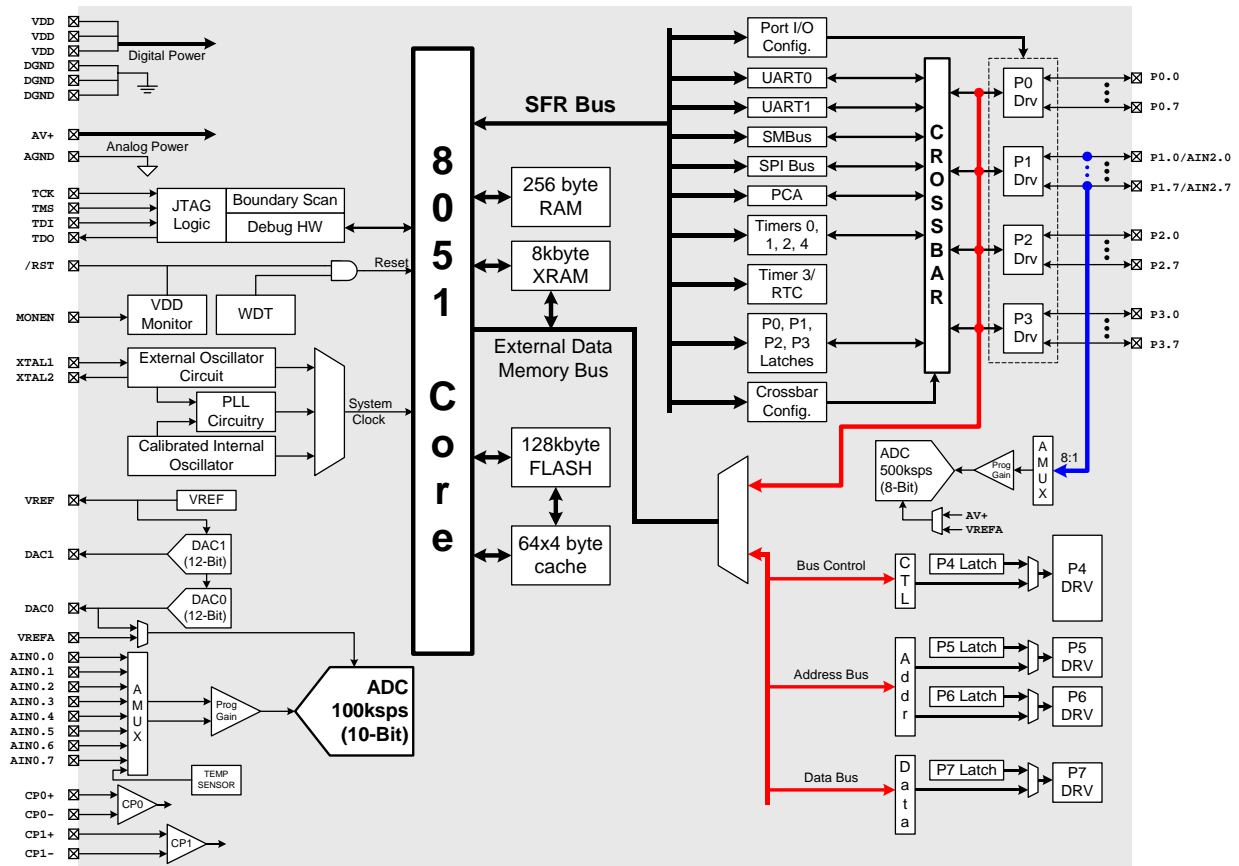 VDD
VDD
VDD
Digital Power
DGND
DGND
DGND
AV+
Analog Power
AGND
TCK
TMS
TDI
TDO
JTAG
Logic
Boundary Scan
Debug HW
/RST
Reset
MONEN
VDD
Monitor
WDT
XTAL1
XTAL2
External Oscillator
Circuit
PLL
Circuitry
Calibrated Internal
Oscillator
System
Clock
VREF
VREF
DAC1
DAC1
(12-Bit)
DAC0
DAC0
(12-Bit)
VREFA
AIN0.0
AIN0.1
AIN0.2
AIN0.3
AIN0.4
AIN0.5
AIN0.6
AIN0.7
AMUX
Prog
Gain
ADC
100ksps
(10-Bit)
TEMP
SENSOR
CP0+
CP0-
CP0
CP1+
CP1-
CP1
8051 Core
SFR Bus
256 byte
RAM
8kbyte
XRAM
External Data
Memory Bus
128kbyte
FLASH
64x4 byte
cache
Port I/O
Config.
UART0
UART1
SMBus
SPI Bus
PCA
Timers 0,
1, 2, 4
Timer 3/
RTC
P0, P1,
P2, P3
Latches
Crossbar
Config.
CROSSBAR
P0
Drv
P1
Drv
P2
Drv
P3
Drv
P0.0
P0.7
P1.0/AIN2.0
P1.7/AIN2.7
P2.0
P2.7
P3.0
P3.7
ADC
500ksps
(8-Bit)
Prog
Gain
AMUX
8:1
AV+
VREFA
Bus Control
CTL
P4 Latch
P4
DRV
Address Bus
Addr
P5 Latch
P5
DRV
P6 Latch
P6
DRV
Data Bus
Data
P7 Latch
P7
DRV